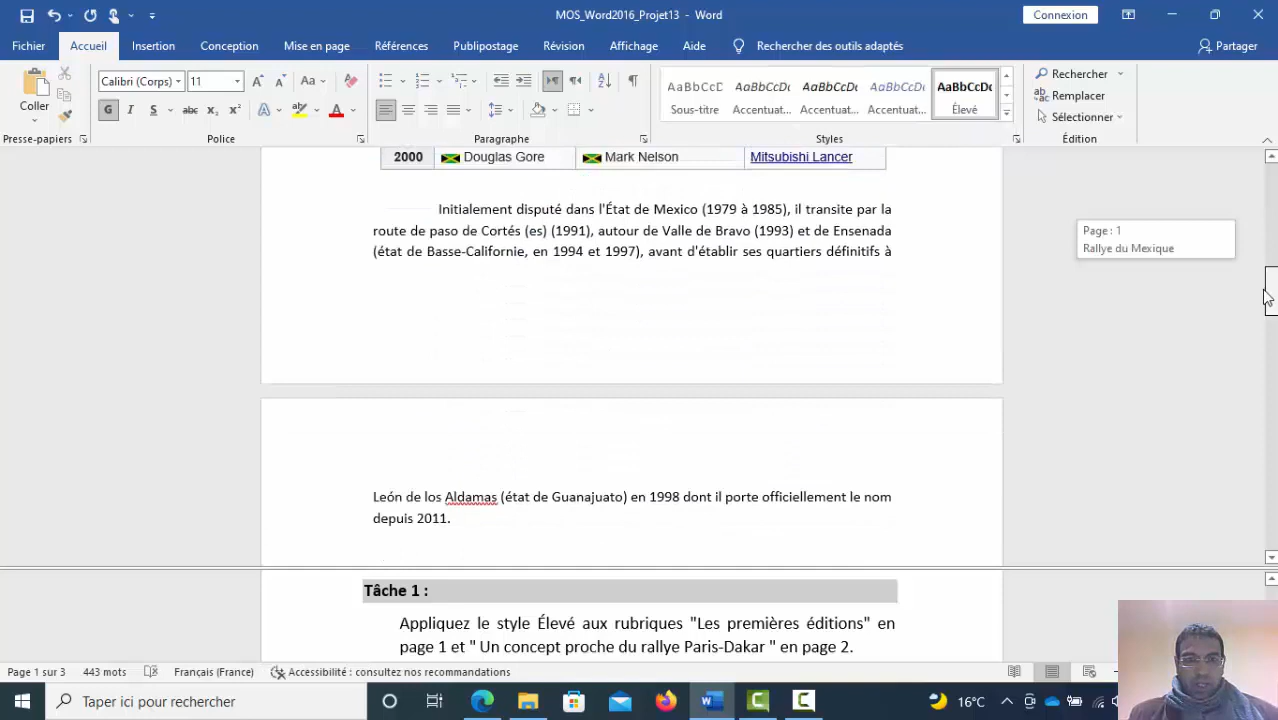 MOS_Word2016_Projet13 - Word
Connexion
Fichier Accueil Insertion Conception Mise en page Références Publipostage Révision Affichage Aide Rechercher des outils adaptés Partager
Coller
Calibri (Corps) 11
G I S abc x₂ x²
AaBbCcD AaBbCcDc AaBbCcDc AaBbCcDc AaBbCcDc
Sous-titre Accentuat... Accentuat... Accentuat... Élevé
Rechercher
Remplacer
Sélectionner
Presse-papiers Police Paragraphe Styles Édition
2000 Douglas Gore Mark Nelson Mitsubishi Lancer
Initialement disputé dans l'État de Mexico (1979 à 1985), il transite par la
route de paso de Cortés (es) (1991), autour de Valle de Bravo (1993) et de Ensenada
(état de Basse-Californie, en 1994 et 1997), avant d'établir ses quartiers définitifs à
Page : 1
Rallye du Mexique
León de los Aldamas (état de Guanajuato) en 1998 dont il porte officiellement le nom
depuis 2011.
Tâche 1 :
Appliquez le style Élevé aux rubriques "Les premières éditions" en
page 1 et " Un concept proche du rallye Paris-Dakar " en page 2.
Page 1 sur 3 443 mots Français (France) Accessibilité : consultez nos recommandations
Taper ici pour rechercher
16°C